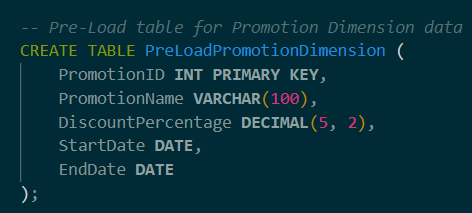 -- Pre-Load table for Promotion Dimension data
CREATE TABLE PreLoadPromotionDimension (
    PromotionID INT PRIMARY KEY,
    PromotionName VARCHAR(100),
    DiscountPercentage DECIMAL(5, 2),
    StartDate DATE,
    EndDate DATE
);